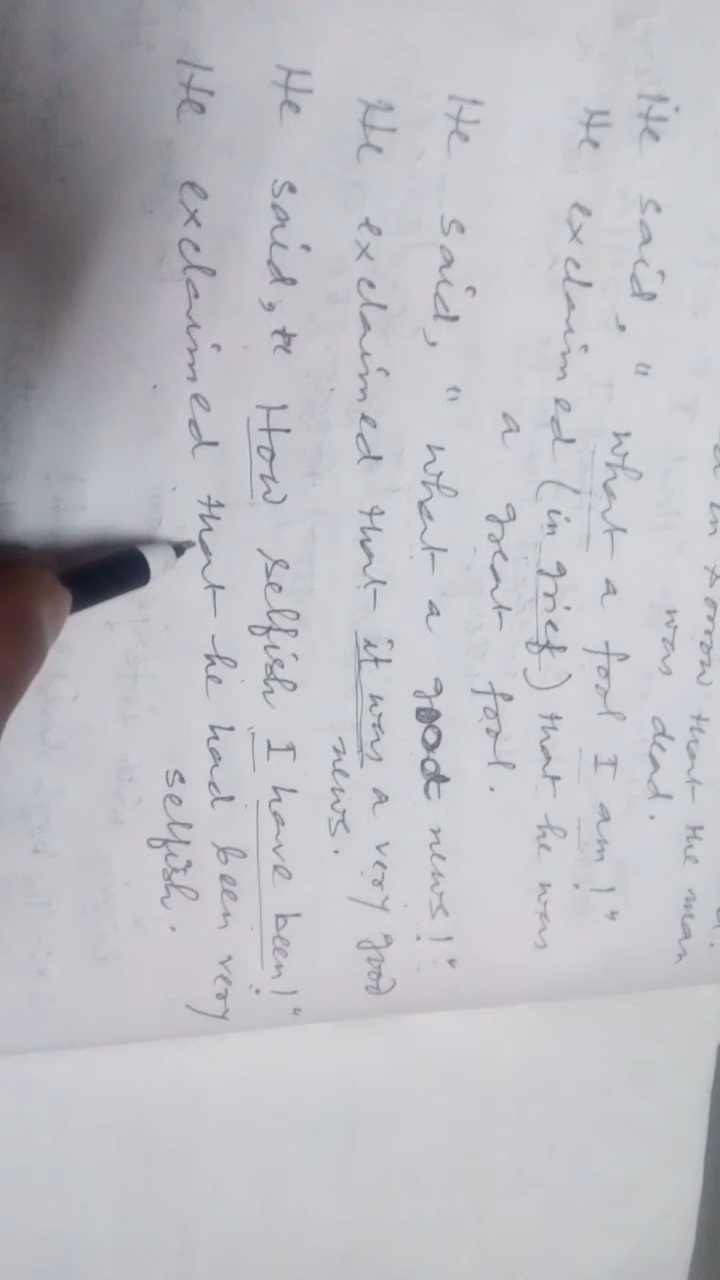 in sorrow that the man
was dead.
He said, "what a fool I am!"
He exclaimed (in grief) that he was
a great fool.
He said, "what a good news!"
He exclaimed that it was a very good
news.
He said, "How selfish I have been!"
He exclaimed that he had been very
selfish.